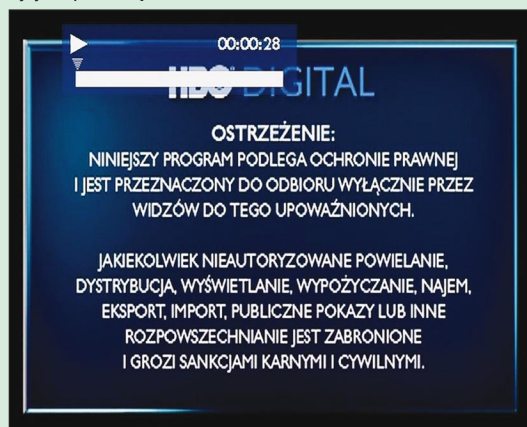 00:00:28
HBO DIGITAL
OSTRZEŻENIE:
NINIEJSZY PROGRAM PODLEGA OCHRONIE PRAWNEJ
I JEST PRZEZNACZONY DO ODBIORU WYŁĄCZNIE PRZEZ
WIDZÓW DO TEGO UPOWAŻNIONYCH.
JAKIEKOLWIEK NIEAUTORYZOWANE POWIELANIE,
DYSTRYBUCJA, WYŚWIETLANIE, WYPOŻYCZANIE, NAJEM,
EKSPORT, IMPORT, PUBLICZNE POKAZY LUB INNE
ROZPOWSZECHNIANIE JEST ZABRONIONE
I GROZI SANKCJAMI KARNYMI I CYWILNYMI.